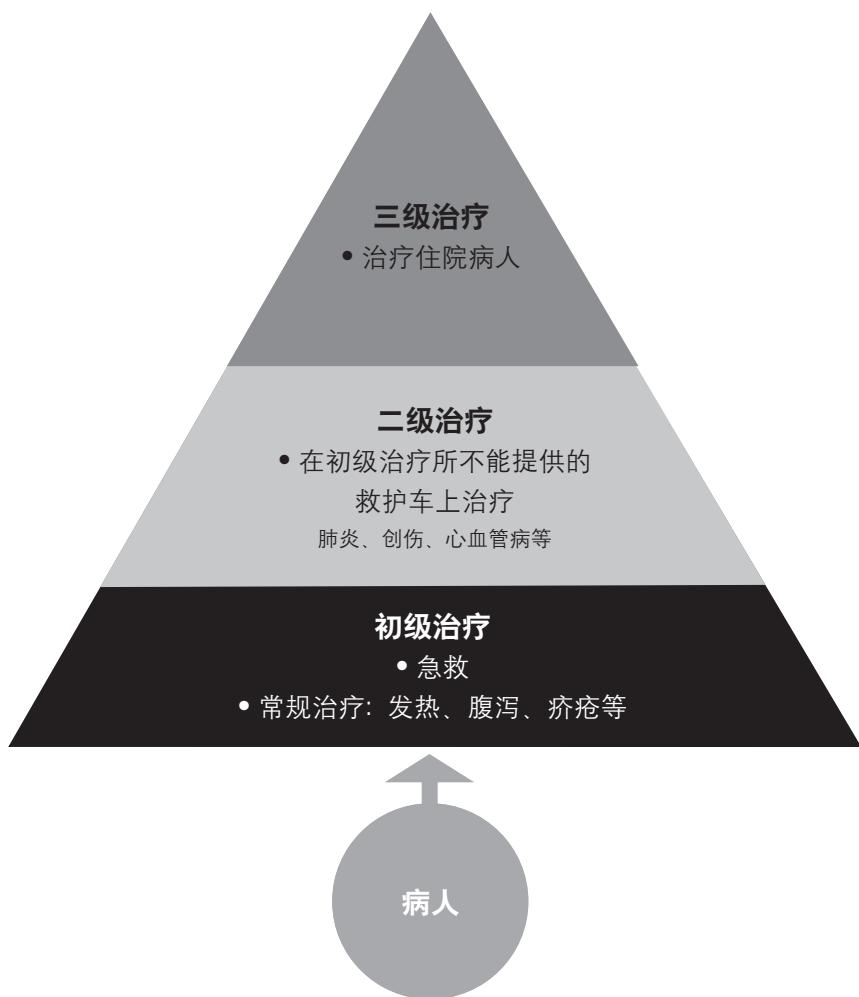 三级治疗
• 治疗住院病人
二级治疗
• 在初级治疗所不能提供的
救护车上治疗
肺炎、创伤、心血管病等
初级治疗
• 急救
• 常规治疗：发热、腹泻、疥疮等
病人